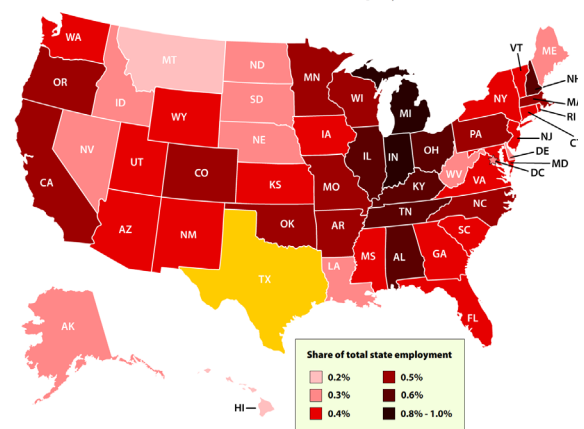 WA
VT
ME
MT
ND
MN
OR
ID
SD
WI
MI
NY
NH
MA
RI
WY
IA
PA
NJ
CT
NE
NV
UT
CO
IL
IN
OH
DE
MD
WV
DC
CA
KS
MO
KY
VA
AZ
NM
OK
AR
TN
NC
SC
TX
LA
MS
AL
GA
FL
AK
HI
Share of total state employment
0.2% 0.5%
0.3% 0.6%
0.4% 0.8% - 1.0%